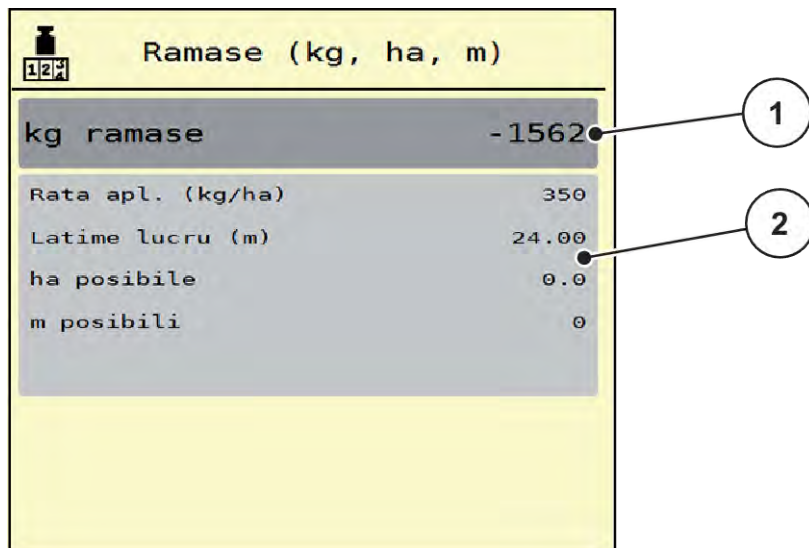 123
Ramase (kg, ha, m)
kg ramase -1562
1
Rata apl. (kg/ha) 350
2
Latime lucru (m) 24.00
ha posibile 0.0
m posibili 0